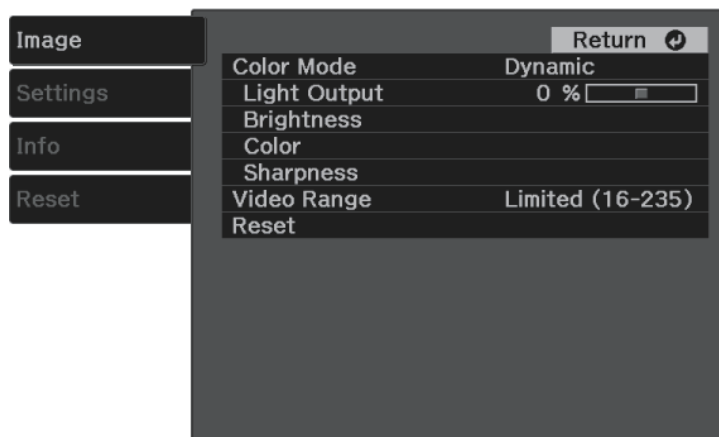 Image
Settings
Info
Reset
Return
Color Mode Dynamic
Light Output 0 %
Brightness
Color
Sharpness
Video Range Limited (16-235)
Reset